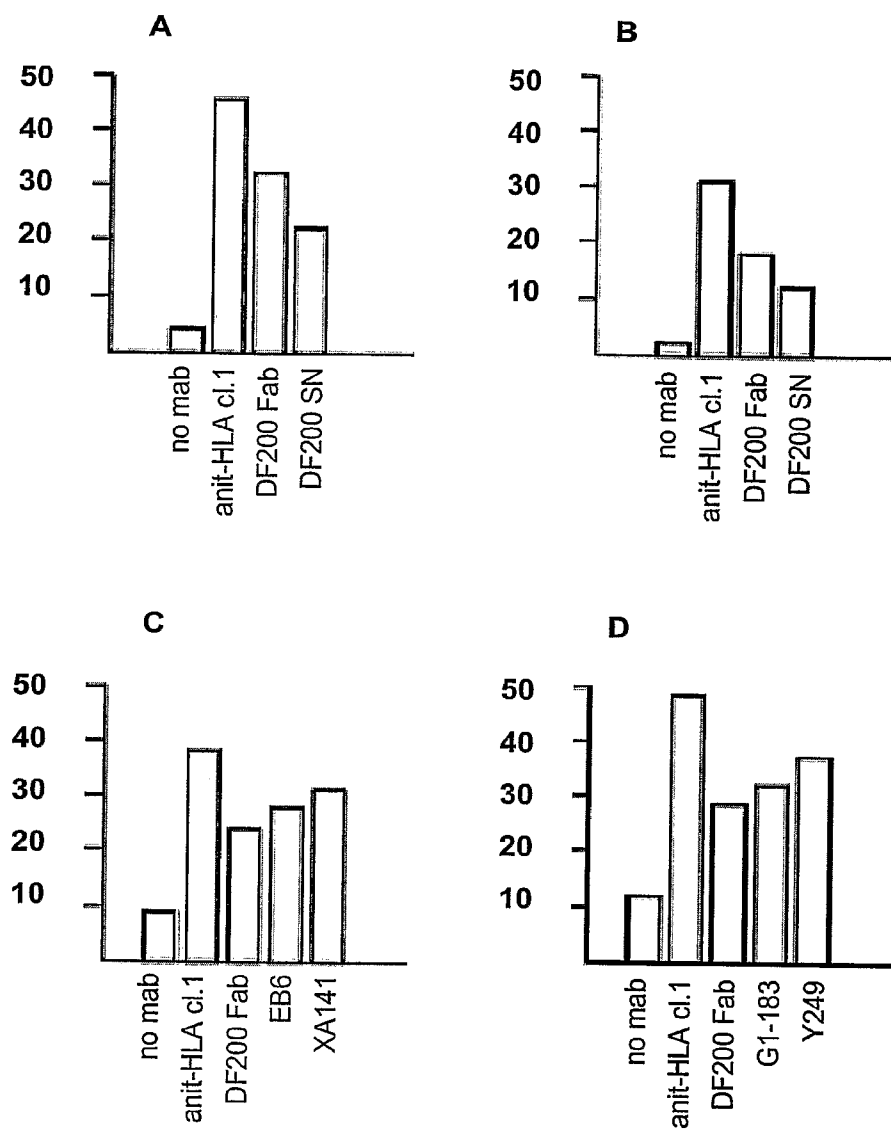 A
50
40
30
20
10
no mab
anit-HLA cl.1
DF200 Fab
DF200 SN
B
50
40
30
20
10
no mab
anit-HLA cl.1
DF200 Fab
DF200 SN
C
50
40
30
20
10
no mab
anit-HLA cl.1
DF200 Fab
EB6
XA141
D
50
40
30
20
10
no mab
anit-HLA cl.1
DF200 Fab
G1-183
Y249